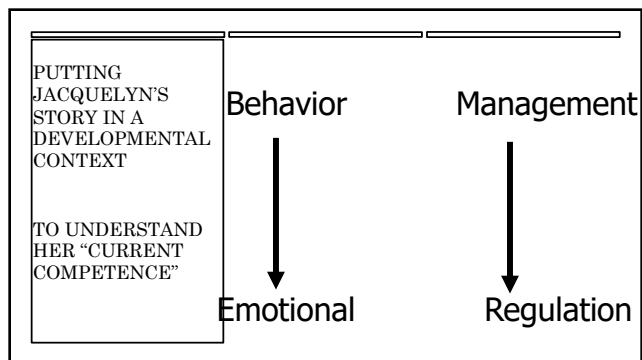 PUTTING
JACQUELYN’S
STORY IN A
DEVELOPMENTAL
CONTEXT
TO UNDERSTAND
HER “CURRENT
COMPETENCE”
Behavior Management
Emotional Regulation